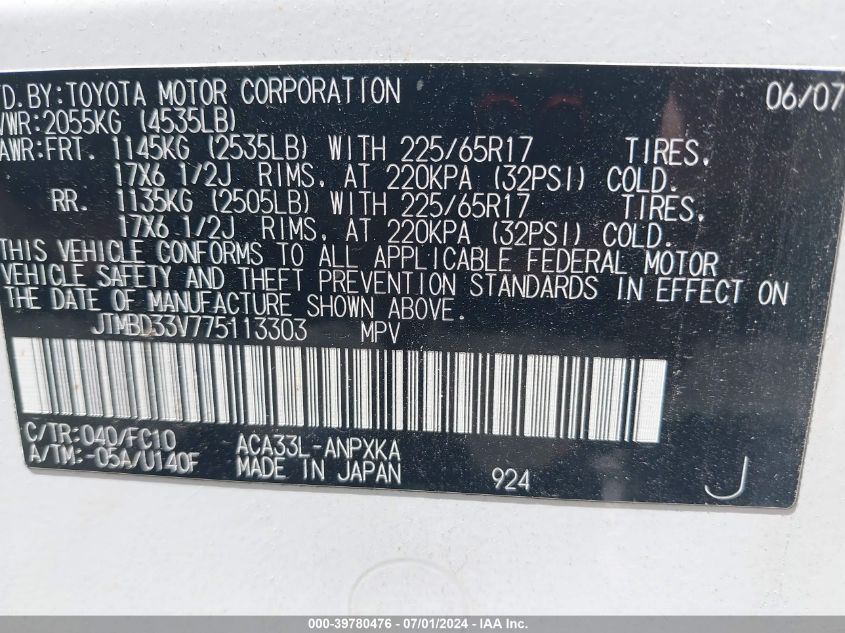 D.BY:TOYOTA MOTOR CORPORATION 06/07
WR:2055KG (4535LB)
AWR:FRT. 1145KG (2535LB) WITH 225/65R17 TIRES,
17X6 1/2J RIMS, AT 220KPA (32PSI) COLD.
RR. 1135KG (2505LB) WITH 225/65R17 TIRES,
17X6 1/2J RIMS, AT 220KPA (32PSI) COLD.
THIS VEHICLE CONFORMS TO ALL APPLICABLE FEDERAL MOTOR
VEHICLE SAFETY AND THEFT PREVENTION STANDARDS IN EFFECT ON
THE DATE OF MANUFACTURE SHOWN ABOVE.
JTMBD33V775113303 MPV
C/TR:040/FC10 ACA33L-ANPXKA
A/TM:-05A/U140F MADE IN JAPAN 924 J
000-39780476 - 07/01/2024 - IAA Inc.